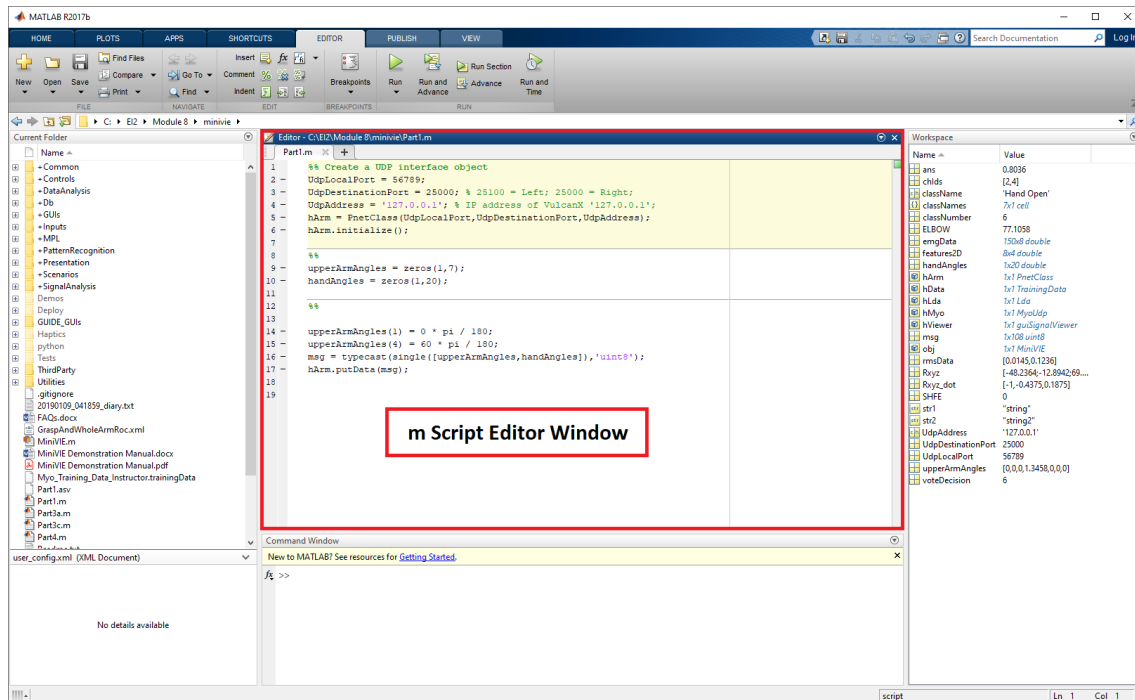 MATLAB R2017b
HOME PLOTS APPS SHORTCUTS EDITOR PUBLISH VIEW
Search Documentation
Log In
New
Open
Save
Find Files
Compare
Print
FILE
Go To
Find
NAVIGATE
Insert
Comment
Indent
EDIT
Breakpoints
BREAKPOINTS
Run
Run and Advance
Run Section
Advance
Run and Time
RUN
C: EI2 Module 8 minivie
Current Folder
Name
+Common
+Controls
+DataAnalysis
+Db
+GUIs
+Inputs
+MPL
+PatternRecognition
+Presentation
+Scenarios
+SignalAnalysis
Demos
Deploy
GUIDE_GUIs
Haptics
python
Tests
ThirdParty
Utilities
.gitignore
20190109_041859_diary.txt
FAQs.docx
GraspAndWholeArmRoc.xml
MiniVIE.m
MiniVIE Demonstration Manual.docx
MiniVIE Demonstration Manual.pdf
Myo_Training_Data_Instructor.trainingData
Part1.asv
Part1.m
Part3a.m
Part3c.m
Part4.m
user_config.xml (XML Document)
No details available
Editor - C:\EI2\Module 8\minivie\Part1.m
Part1.m +
1 %% Create a UDP interface object
2 - UdpLocalPort = 56789;
3 - UdpDestinationPort = 25000; % 25100 = Left; 25000 = Right;
4 - UdpAddress = '127.0.0.1'; % IP address of VulcanX '127.0.0.1';
5 - hArm = PnetClass(UdpLocalPort,UdpDestinationPort,UdpAddress);
6 - hArm.initialize();
7
8 %%
9 - upperArmAngles = zeros(1,7);
10 - handAngles = zeros(1,20);
11
12 %%
13
14 - upperArmAngles(1) = 0 * pi / 180;
15 - upperArmAngles(4) = 60 * pi / 180;
16 - msg = typecast(single([upperArmAngles,handAngles]),'uint8');
17 - hArm.putData(msg);
18
19
m Script Editor Window
Command Window
New to MATLAB? See resources for Getting Started.
fx >>
Workspace
Name Value
ans 0.8036
chIds [2,4]
className 'Hand Open'
classNames 7x1 cell
classNumber 6
ELBOW 77.1058
emgData 150x8 double
features2D 8x4 double
handAngles 1x20 double
hArm 1x1 PnetClass
hData 1x1 TrainingData
hLda 1x1 Lda
hMyo 1x1 MyoUdp
hViewer 1x1 guiSignalViewer
msg 1x108 uint8
obj 1x1 MiniVIE
rmsData [0.0145,0.1236]
Rxyz [-48.2364;-12.8942;69....
Rxyz_dot [-1,-0.4375,0.1875]
SHFE 0
str1 "string"
str2 "string2"
UdpAddress '127.0.0.1'
UdpDestinationPort 25000
UdpLocalPort 56789
upperArmAngles [0,0,0,1.3458,0,0,0]
voteDecision 6
script
Ln 1 Col 1